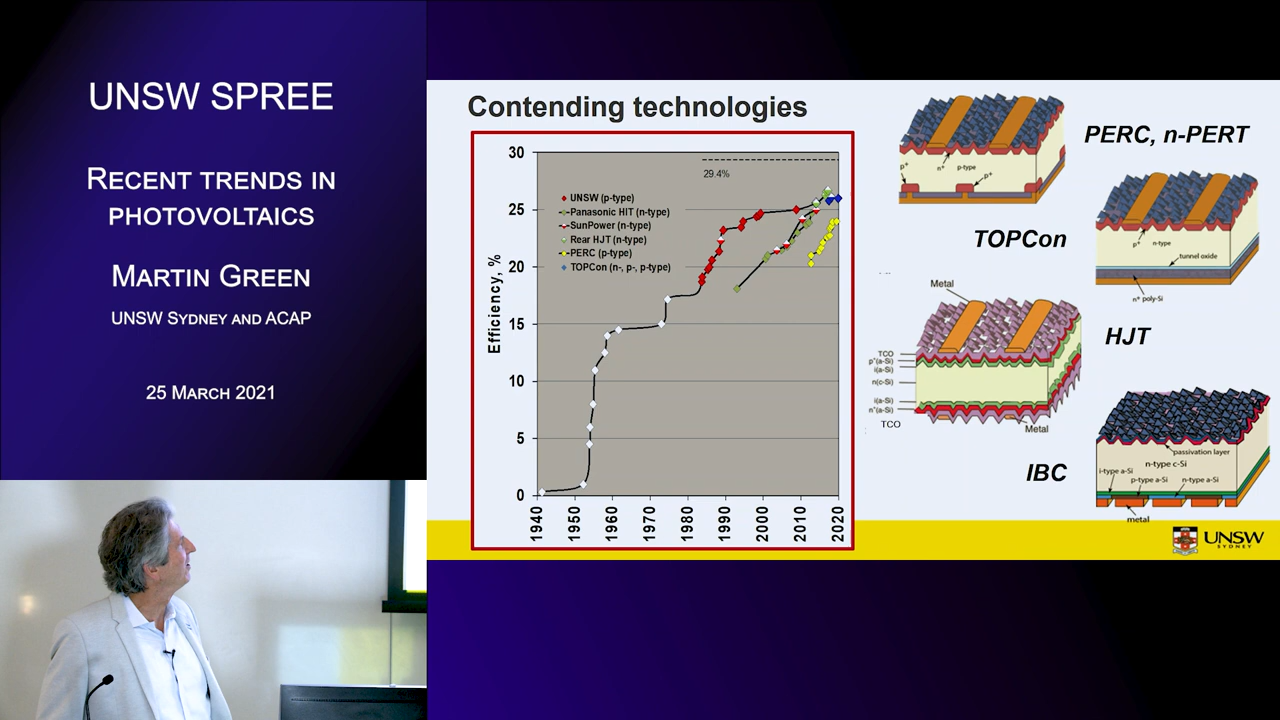 UNSW SPREE
RECENT TRENDS IN
PHOTOVOLTAICS
MARTIN GREEN
UNSW SYDNEY AND ACAP
25 MARCH 2021
Contending technologies
Efficiency, %
30
25
20
15
10
5
0
29.4%
UNSW (p-type)
Panasonic HIT (n-type)
SunPower (n-type)
Rear HJT (n-type)
PERC (p-type)
TOPCon (n-, p-, p-type)
1940
1950
1960
1970
1980
1990
2000
2010
2020
PERC, n-PERT
p+
n+
p-type
p+
TOPCon
p+
n-type
tunnel oxide
n+ poly-Si
HJT
Metal
TCO
p+(a-Si)
i(a-Si)
n(c-Si)
i(a-Si)
n+(a-Si)
TCO
Metal
IBC
passivation layer
n-type c-Si
i-type a-Si
p-type a-Si
n-type a-Si
metal
UNSW
SYDNEY